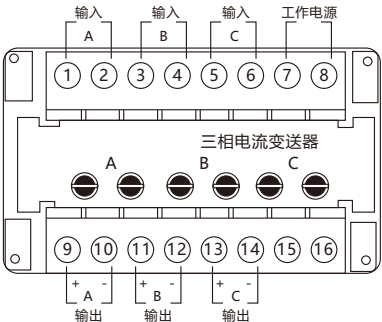 输入 输入 输入 工作电源
A B C
① ② ③ ④ ⑤ ⑥ ⑦ ⑧
三相电流变送器
A B C
⑨ ⑩ ⑪ ⑫ ⑬ ⑭ ⑮ ⑯
+ - + - + -
A B C
输出 输出 输出